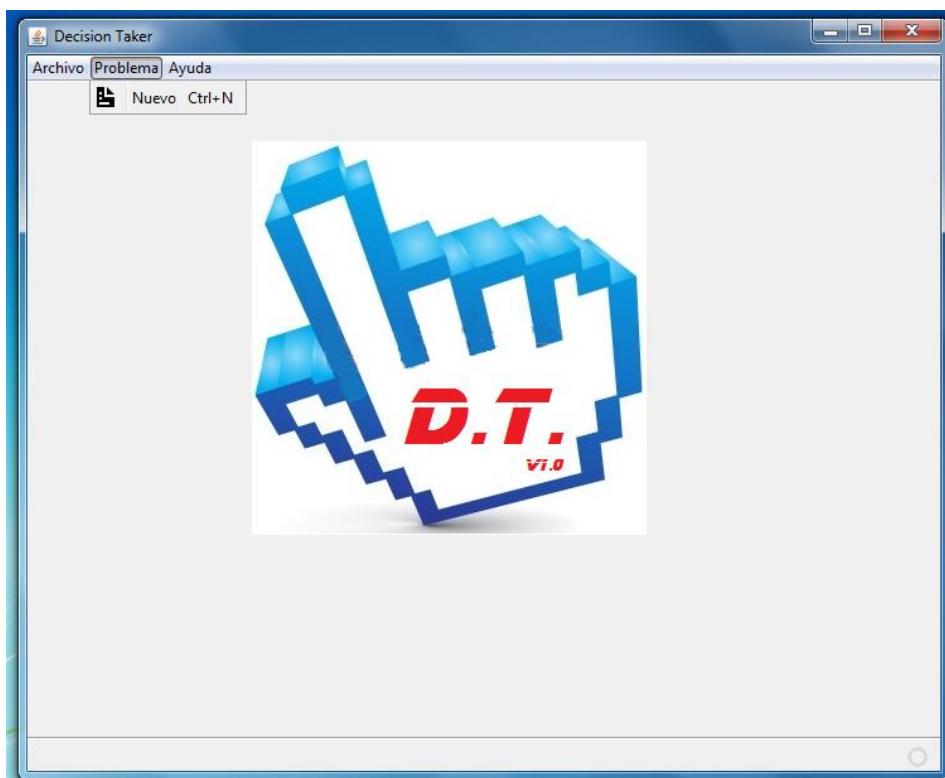 Decision Taker
Archivo Problema Ayuda
Nuevo Ctrl+N
D.T.
V1.0